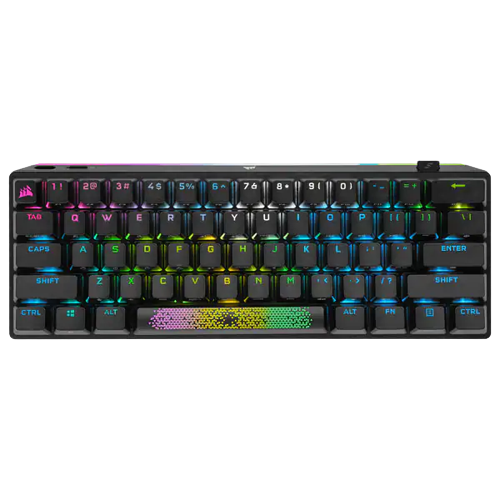 1! 2@ 3# 4$ 5% 6^ 7& 8* 9( 0) -_ =+
TAB Q W E R T Y U I O P [{ ]} \|
CAPS A S D F G H J K L ;: '" ENTER
SHIFT Z X C V B N M ,< .> /? SHIFT
CTRL ALT ALT FN CTRL